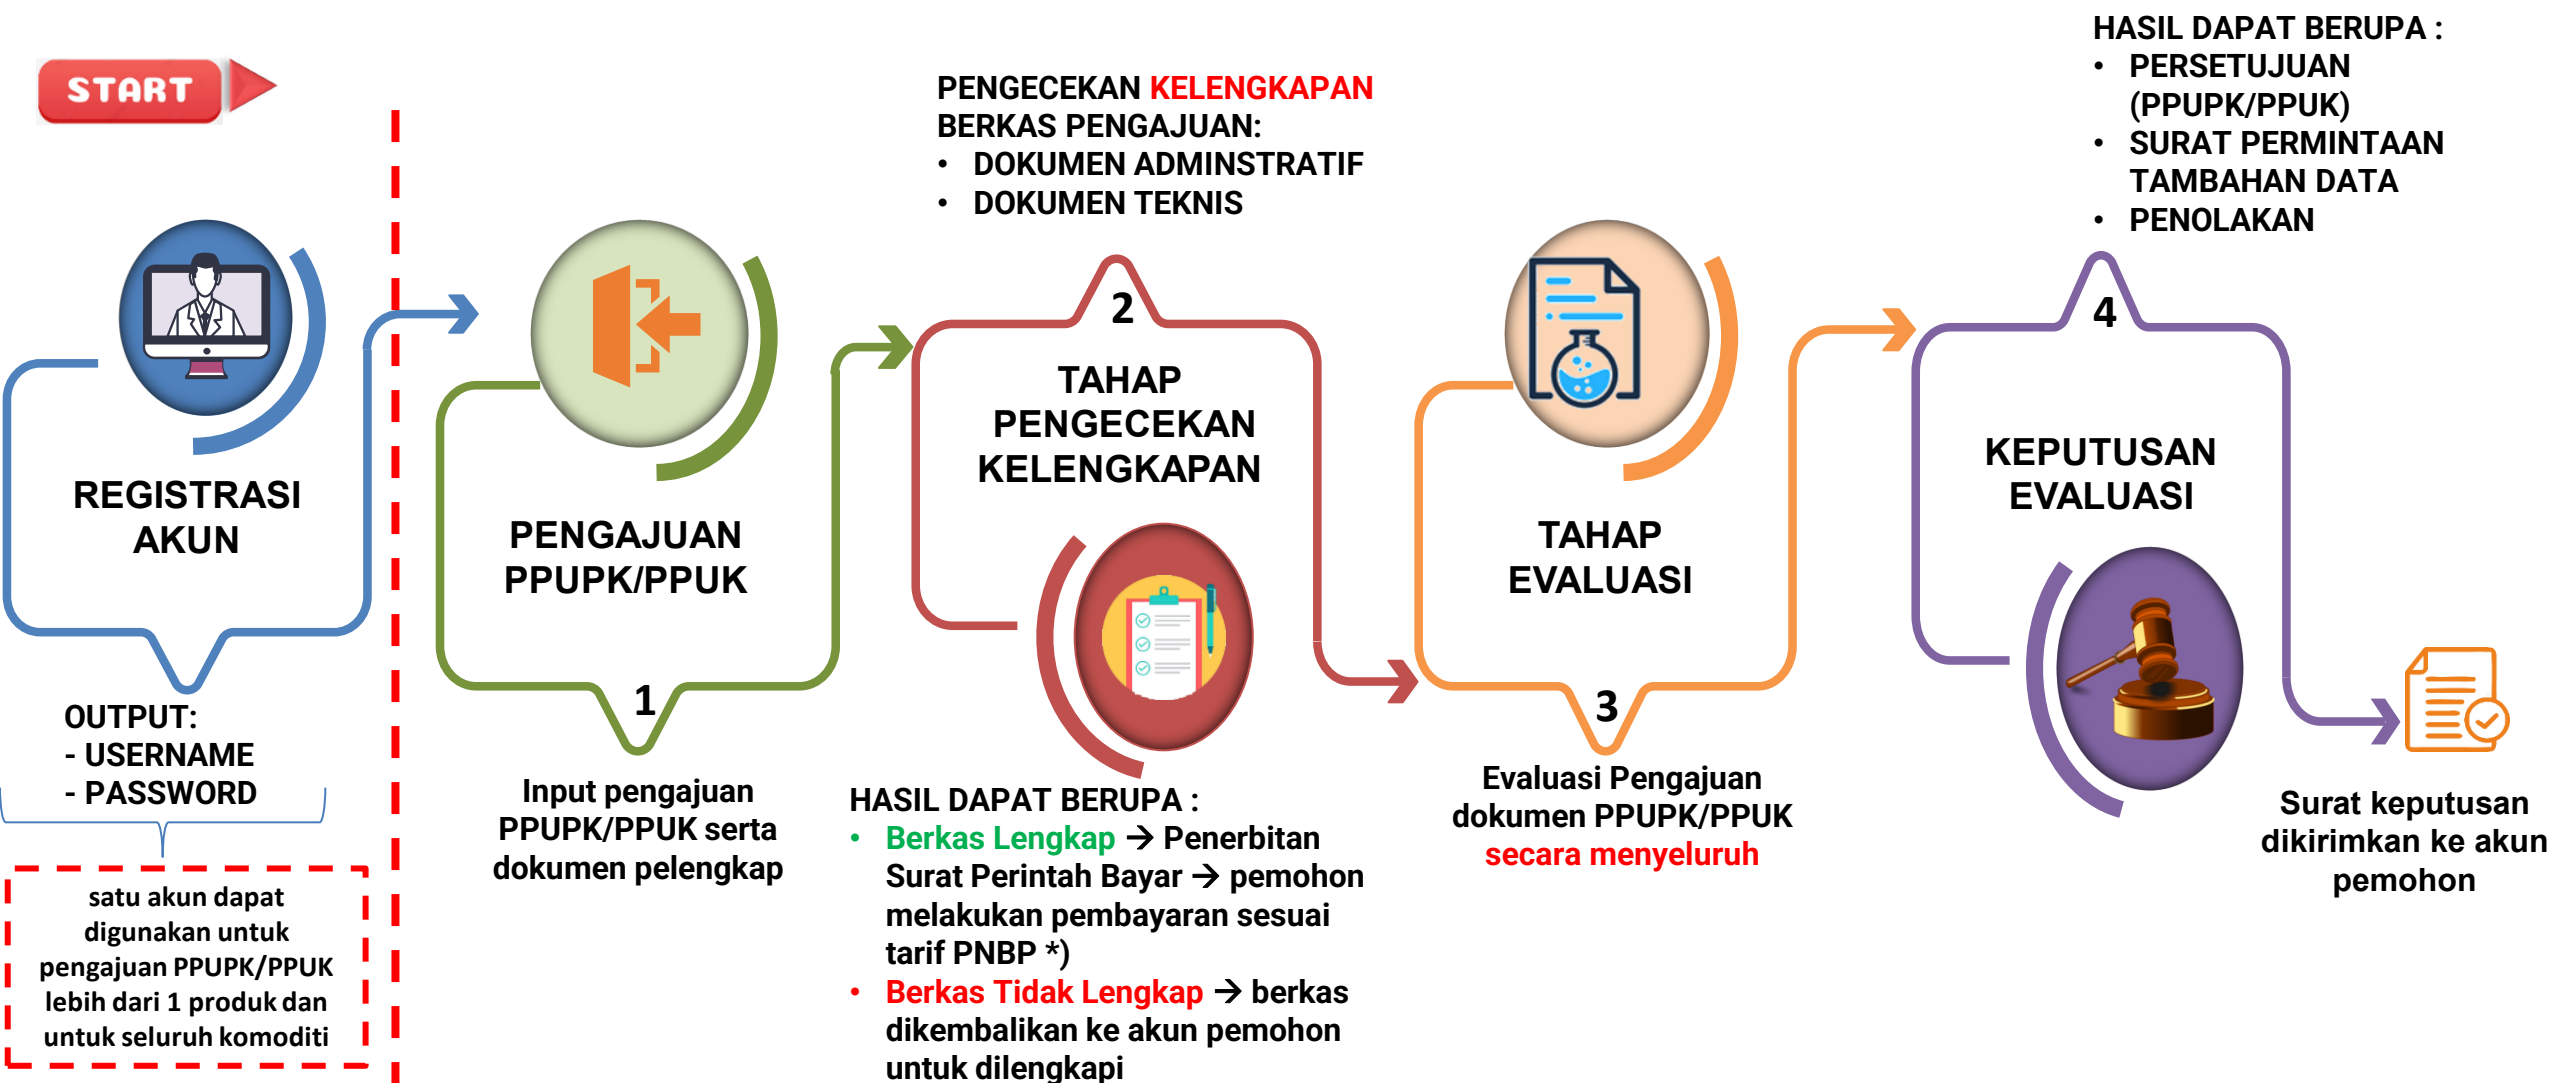 START
REGISTRASI
AKUN
OUTPUT:
- USERNAME
- PASSWORD
satu akun dapat
digunakan untuk
pengajuan PPUPK/PPUK
lebih dari 1 produk dan
untuk seluruh komoditi
PENGAJUAN
PPUPK/PPUK
1
Input pengajuan
PPUPK/PPUK serta
dokumen pelengkap
PENGECEKAN KELENGKAPAN
BERKAS PENGAJUAN:
• DOKUMEN ADMINSTRATIF
• DOKUMEN TEKNIS
2
TAHAP
PENGECEKAN
KELENGKAPAN
HASIL DAPAT BERUPA :
• Berkas Lengkap → Penerbitan
Surat Perintah Bayar → pemohon
melakukan pembayaran sesuai
tarif PNBP *)
• Berkas Tidak Lengkap → berkas
dikembalikan ke akun pemohon
untuk dilengkapi
TAHAP
EVALUASI
3
Evaluasi Pengajuan
dokumen PPUPK/PPUK
secara menyeluruh
HASIL DAPAT BERUPA :
• PERSETUJUAN
(PPUPK/PPUK)
• SURAT PERMINTAAN
TAMBAHAN DATA
• PENOLAKAN
4
KEPUTUSAN
EVALUASI
Surat keputusan
dikirimkan ke akun
pemohon